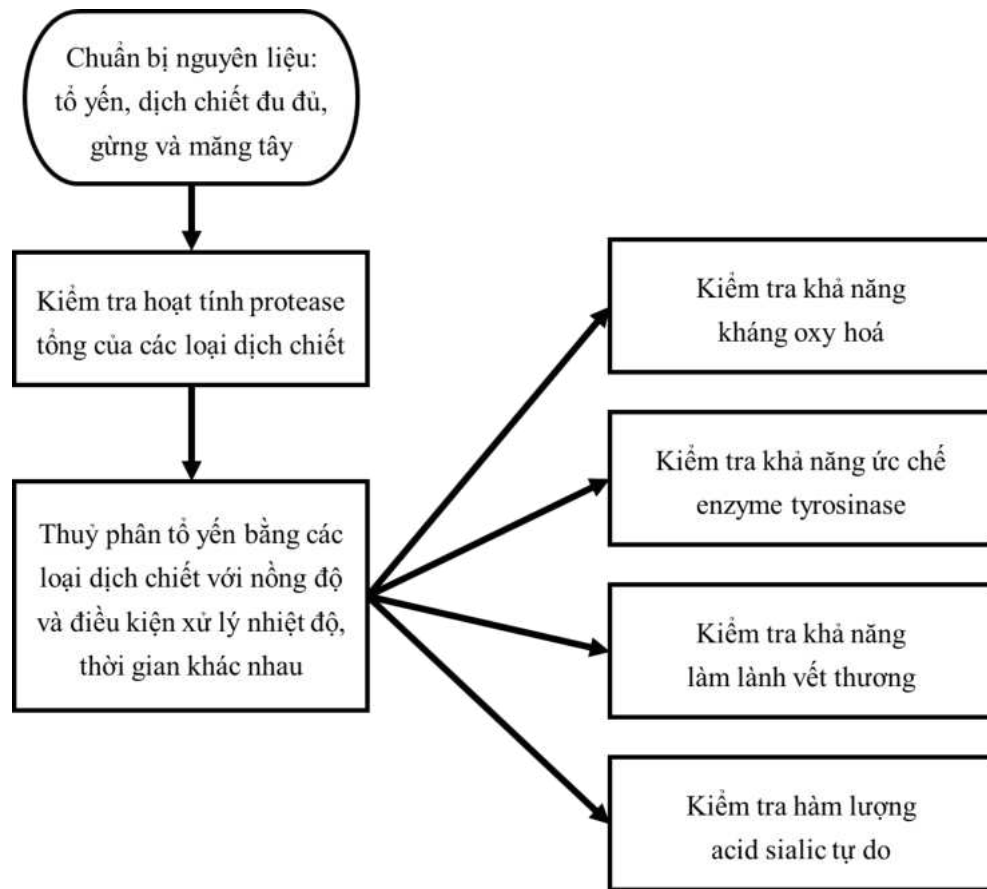 Chuẩn bị nguyên liệu:
tổ yến, dịch chiết đu đủ,
gừng và măng tây
Kiểm tra hoạt tính protease
tổng của các loại dịch chiết
Thuỷ phân tổ yến bằng các
loại dịch chiết với nồng độ
và điều kiện xử lý nhiệt độ,
thời gian khác nhau
Kiểm tra khả năng
kháng oxy hoá
Kiểm tra khả năng ức chế
enzyme tyrosinase
Kiểm tra khả năng
làm lành vết thương
Kiểm tra hàm lượng
acid sialic tự do